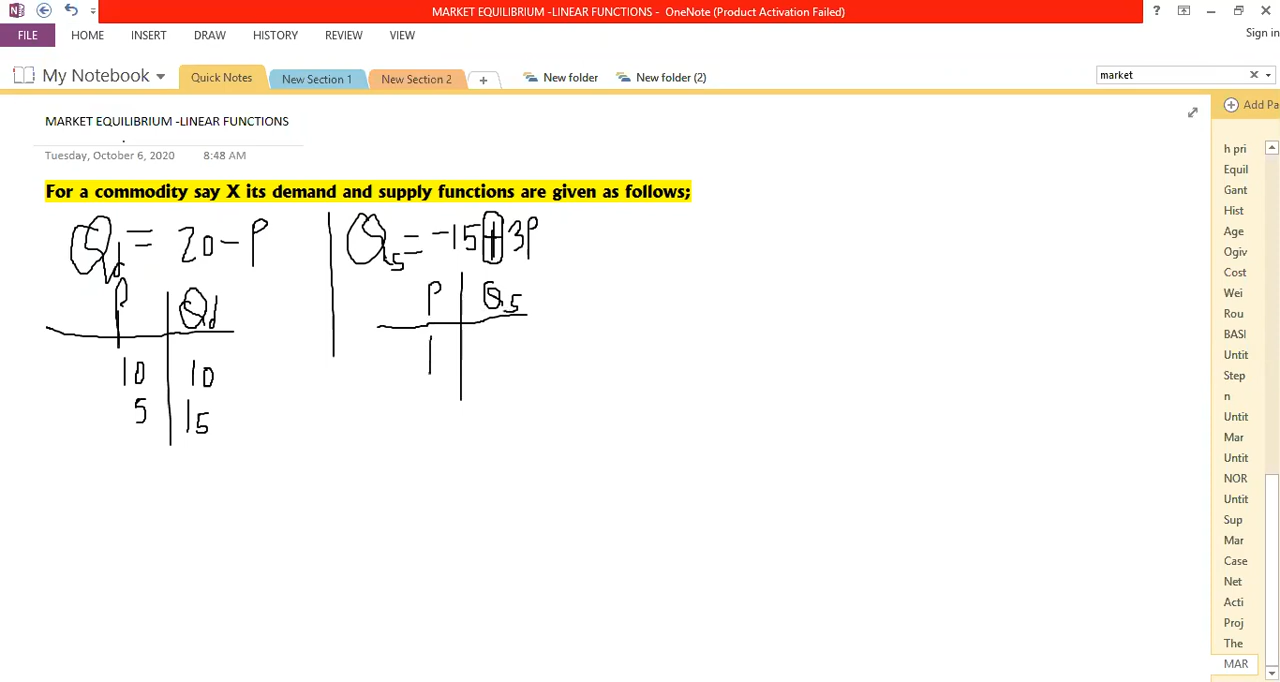 MARKET EQUILIBRIUM -LINEAR FUNCTIONS - OneNote (Product Activation Failed)
?
FILE HOME INSERT DRAW HISTORY REVIEW VIEW
Sign in
My Notebook Quick Notes New Section 1 New Section 2 + New folder New folder (2)
market
Add Pa
MARKET EQUILIBRIUM -LINEAR FUNCTIONS
Tuesday, October 6, 2020 8:48 AM
For a commodity say X its demand and supply functions are given as follows;
Qd = 20 - P
P Qd
10 10
5 15
Qs = -15 + 3P
P Qs
1
h pri
Equil
Gant
Hist
Age
Ogiv
Cost
Wei
Rou
BASI
Untit
Step
n
Untit
Mar
Untit
NOR
Untit
Sup
Mar
Case
Net
Acti
Proj
The
MAR